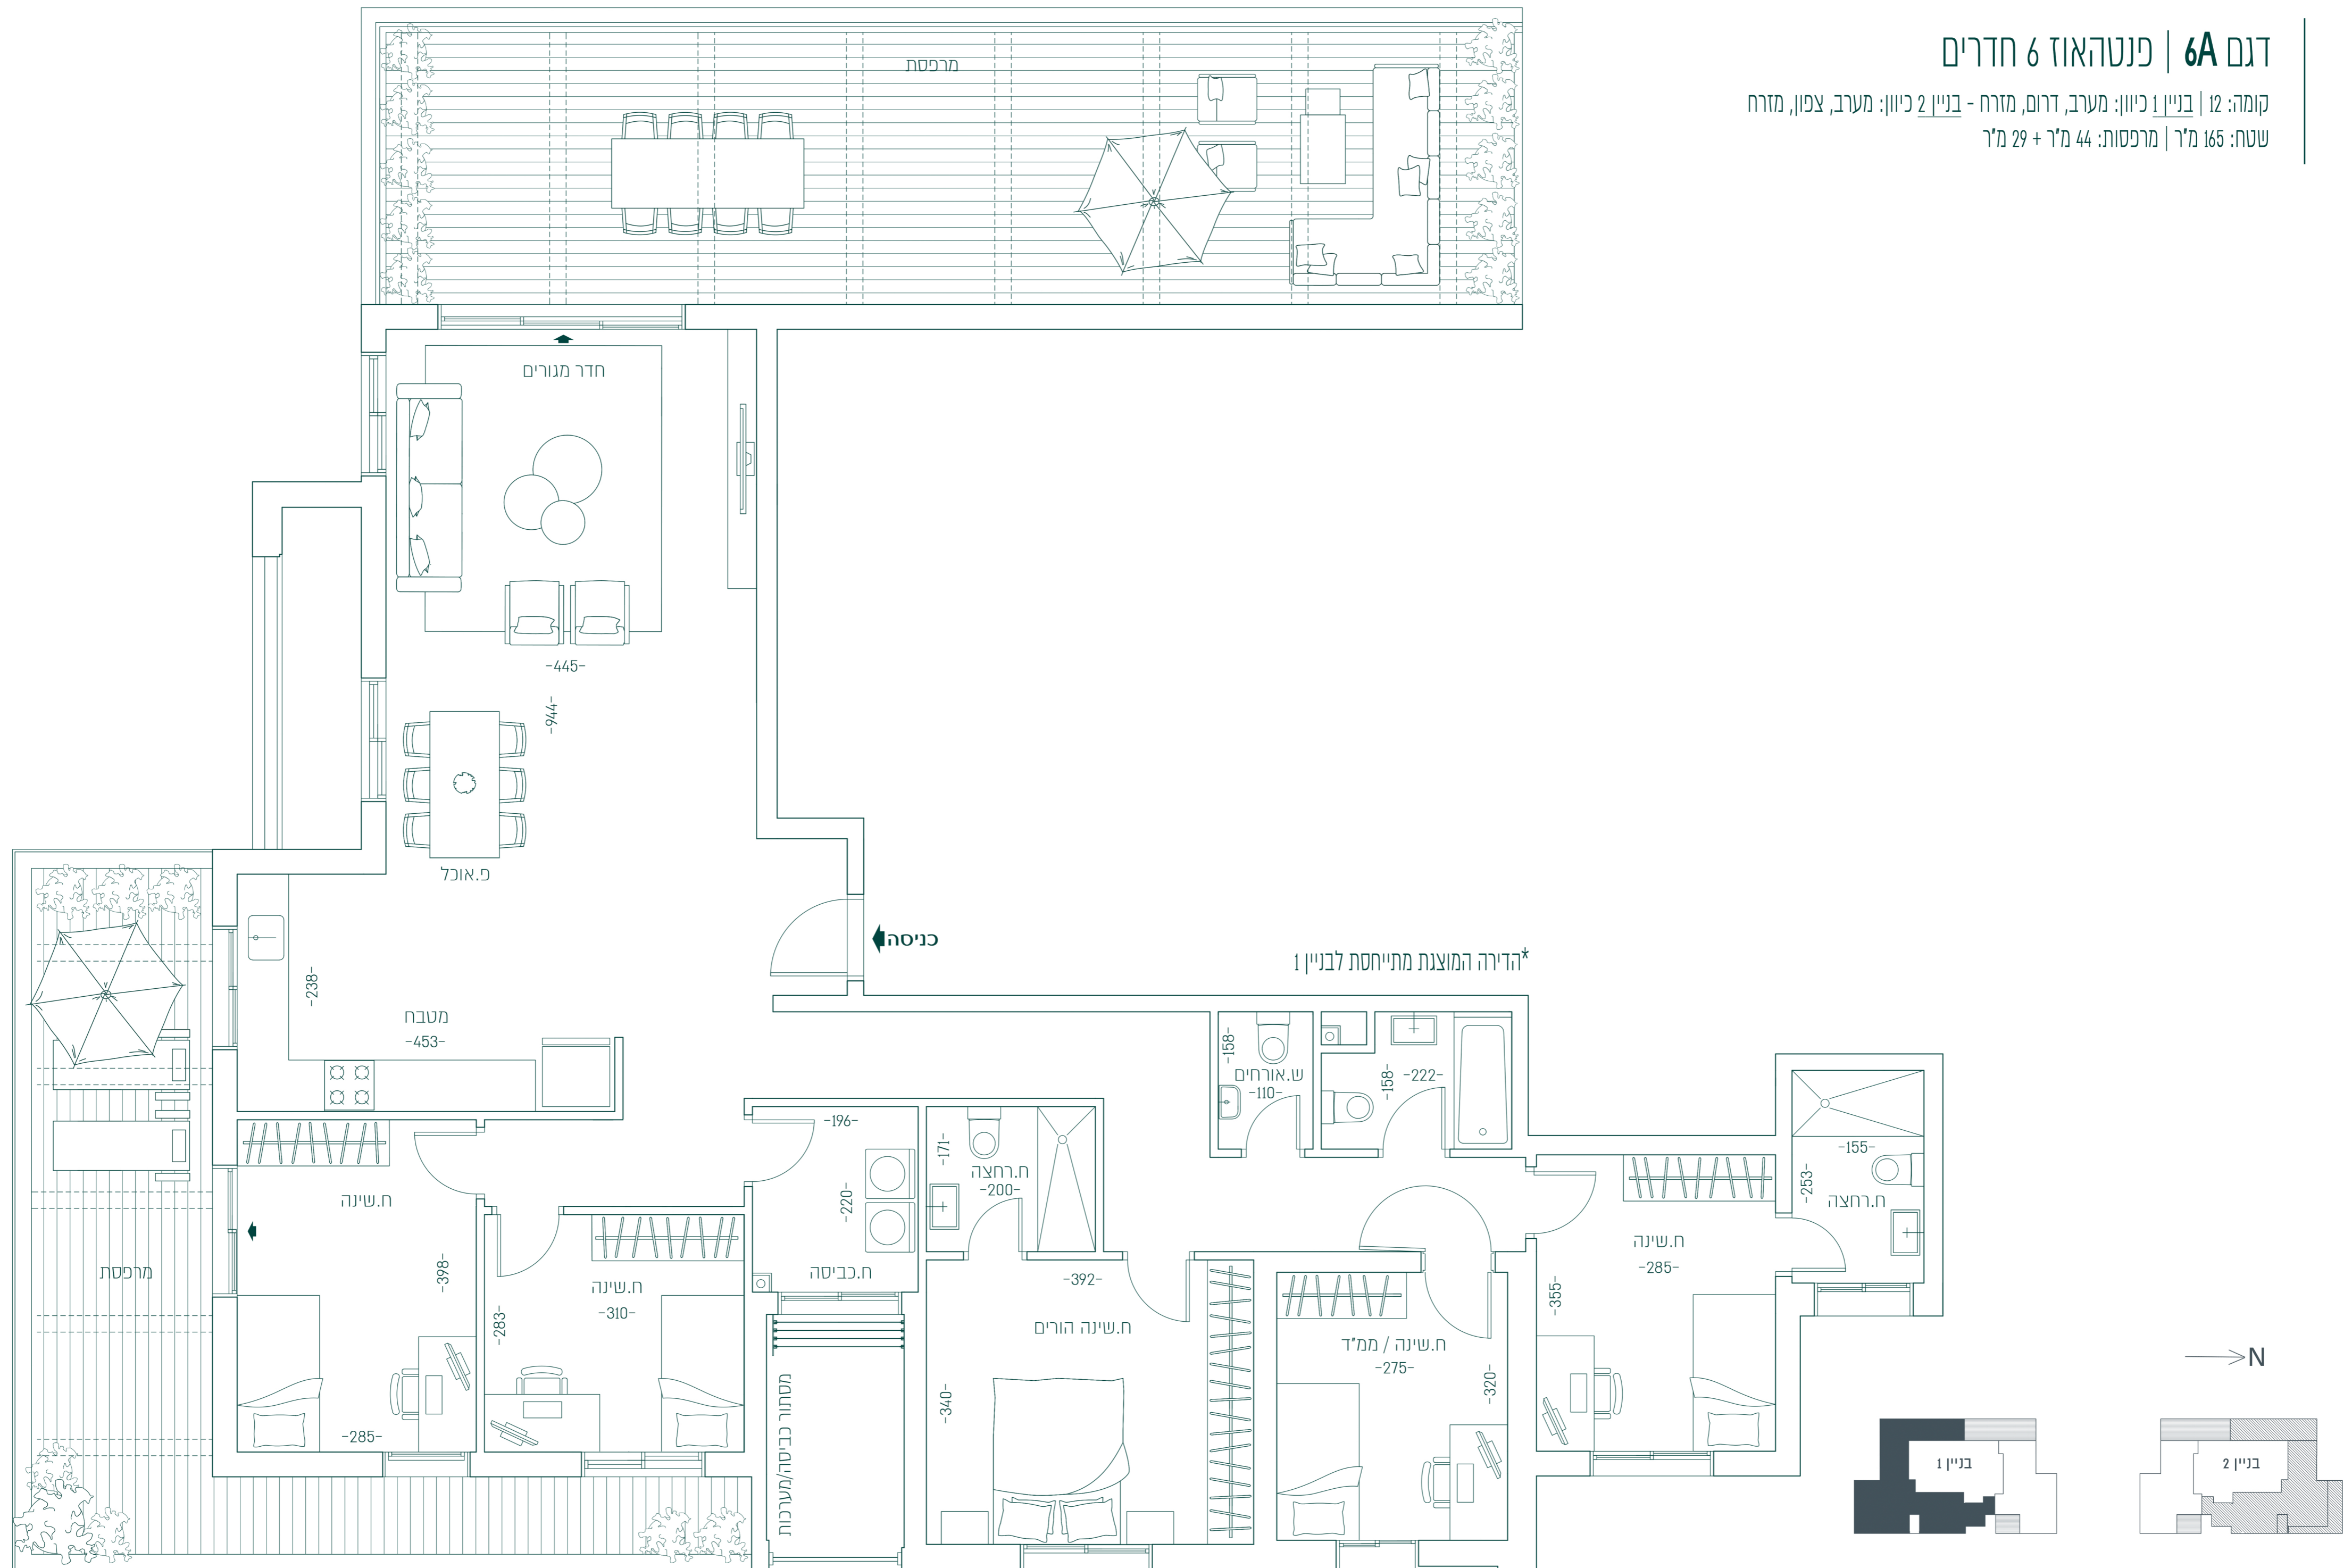 דגם 6A | פנטהאוז 6 חדרים
קומה: 12 | בניין 1 כיוון: מערב, דרום, מזרח - בניין 2 כיוון: מערב, צפון, מזרח
שטח: 165 מ"ר | מרפסות: 44 מ"ר + 29 מ"ר
מרפסת
חדר מגורים
-445-
-944-
פ.אוכל
כניסה
*הדירה המוצגת מתייחסת לבניין 1
-238-
מטבח
-453-
-158-
ש.אורחים
-110-
-158-
-222-
-155-
-253-
ח.רחצה
-196-
-220-
ח.כביסה
-171-
ח.רחצה
-200-
ח.שינה
-398-
-285-
מרפסת
ח.שינה
-310-
-283-
מסתור כביסה/מערכות
-392-
ח.שינה הורים
-340-
ח.שינה / ממ"ד
-275-
-320-
ח.שינה
-285-
-355-
N
בניין 1
בניין 2